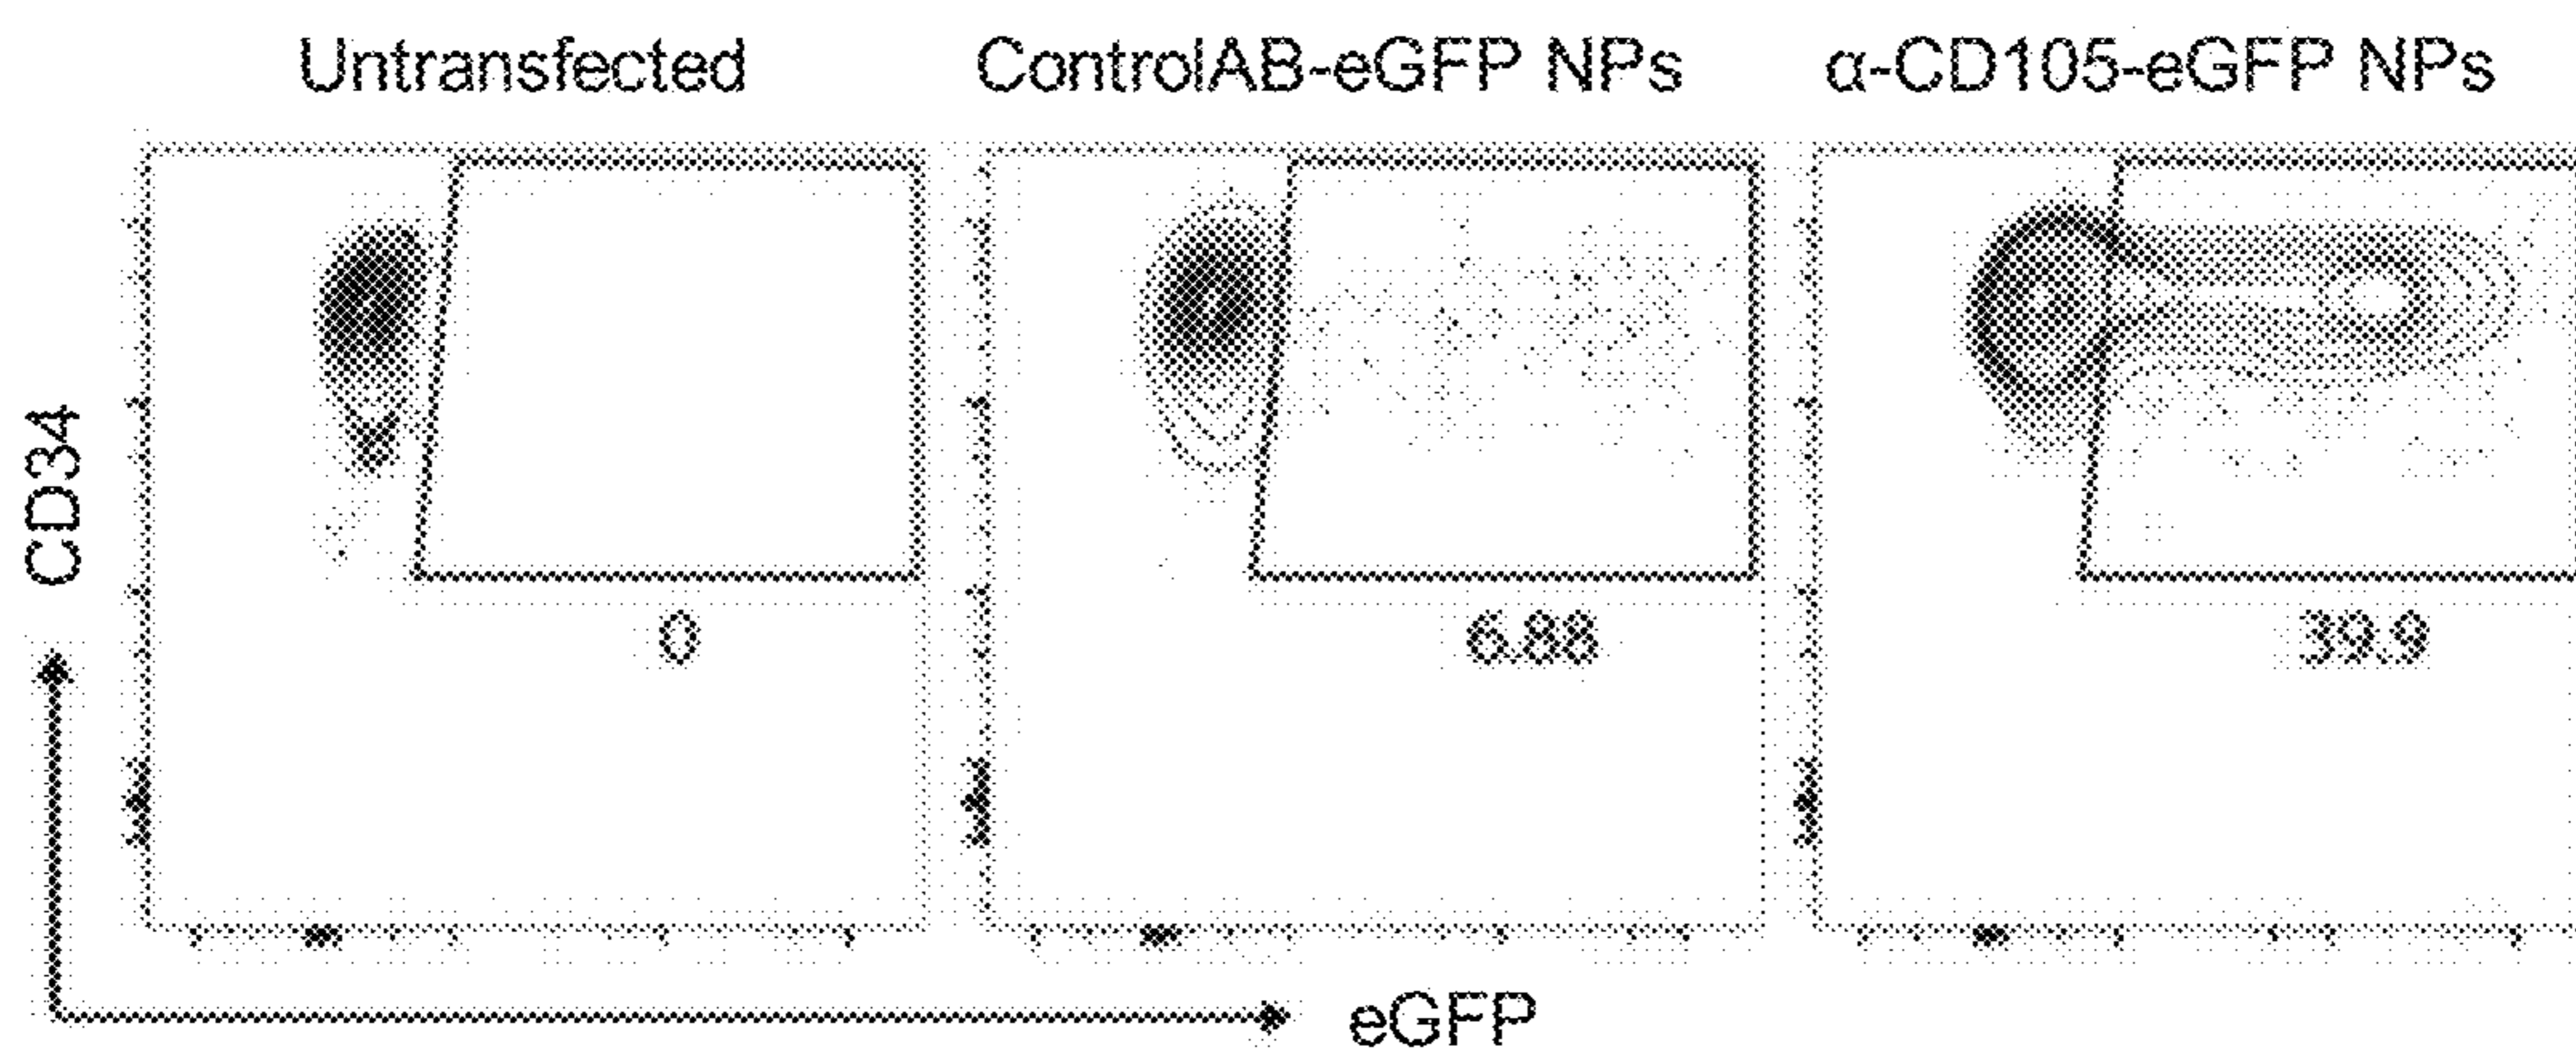 Untransfected ControlAB-eGFP NPs α-CD105-eGFP NPs
CD34
0 6.88 39.9
eGFP